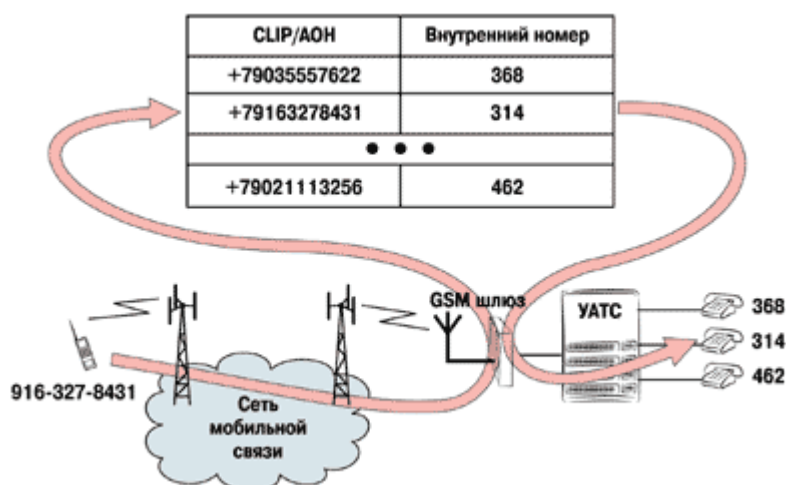 CLIP/АОН Внутренний номер
+79035557622 368
+79163278431 314
• • •
+79021113256 462
GSM шлюз
УАТС
368
314
462
916-327-8431
Сеть
мобильной
связи